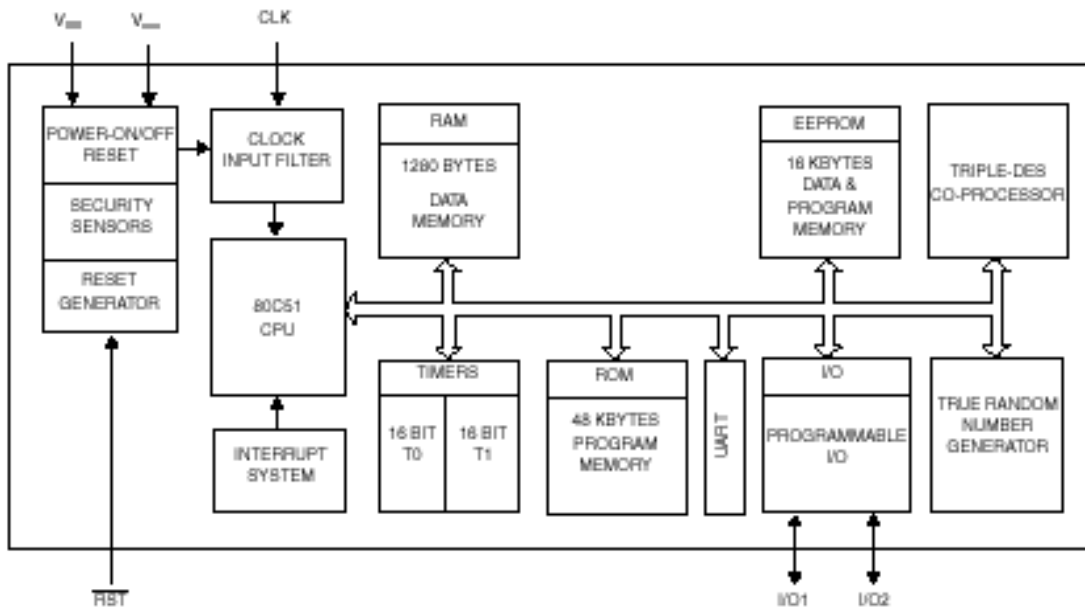 CLK
POWER-ON/OFF
RESET
SECURITY
SENSORS
RESET
GENERATOR
CLOCK
INPUT FILTER
80C51
CPU
INTERRUPT
SYSTEM
RAM
1280 BYTES
DATA
MEMORY
EEPROM
16 KBYTES
DATA &
PROGRAM
MEMORY
TRIPLE-DES
CO-PROCESSOR
TIMERS
16 BIT
T0
16 BIT
T1
ROM
48 KBYTES
PROGRAM
MEMORY
UART
I/O
PROGRAMMABLE
I/O
TRUE RANDOM
NUMBER
GENERATOR
RST
I/O1
I/O2